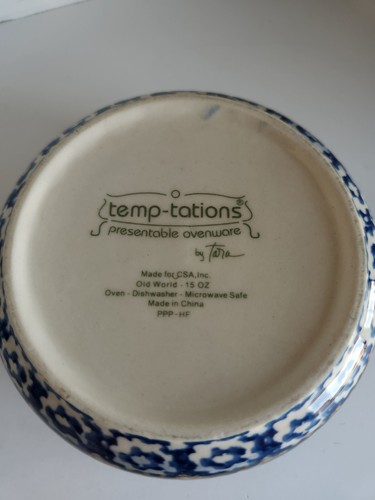 temp-tations®
presentable ovenware
by Tara
Made for CSA, Inc.
Old World - 15 OZ
Oven - Dishwasher - Microwave Safe
Made in China
PPP-HF